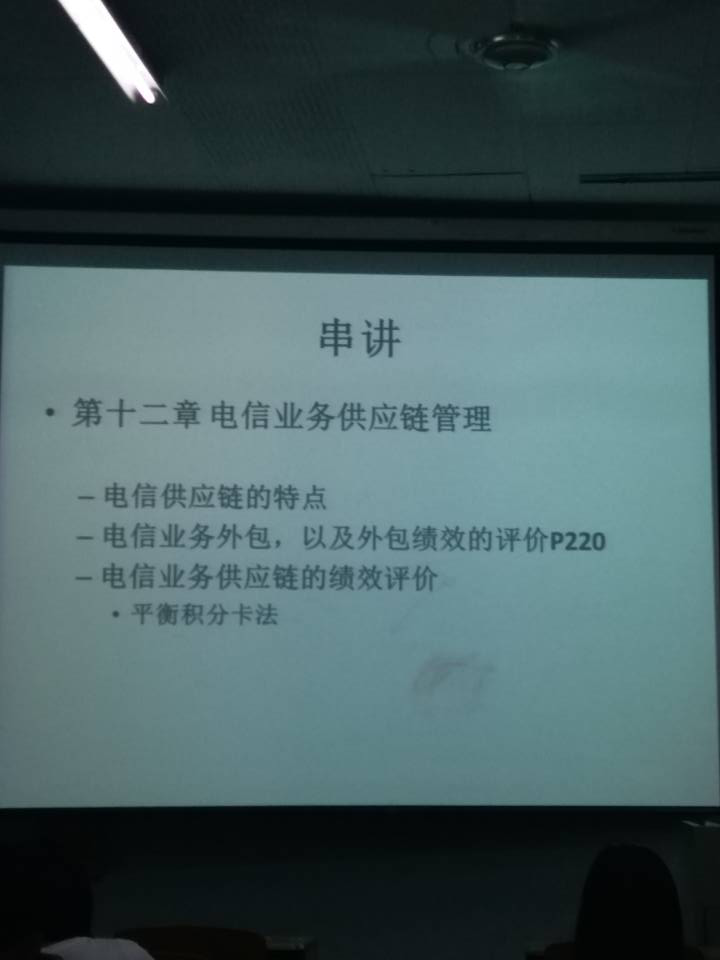 串讲
• 第十二章 电信业务供应链管理
– 电信供应链的特点
– 电信业务外包，以及外包绩效的评价P220
– 电信业务供应链的绩效评价
• 平衡积分卡法